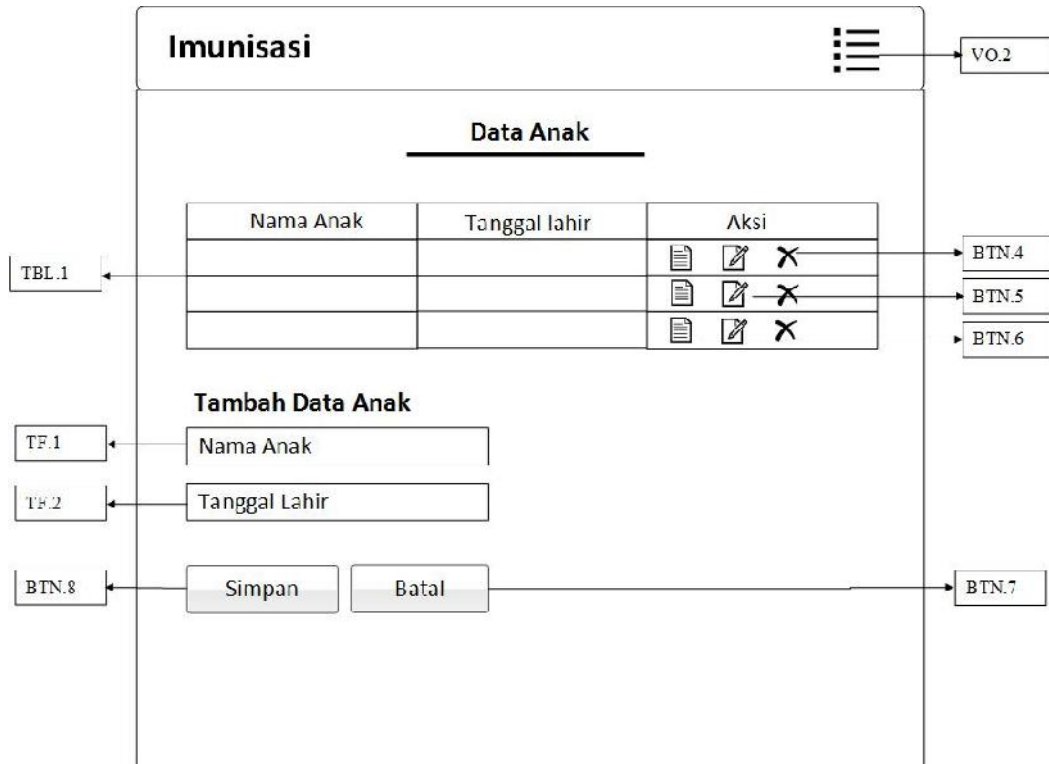 Imunisasi
VO.2
Data Anak
Nama Anak Tanggal lahir Aksi
BTN.4
TBL.1
BTN.5
BTN.6
Tambah Data Anak
TF.1
Nama Anak
TF.2
Tanggal Lahir
BTN.8
Simpan Batal
BTN.7